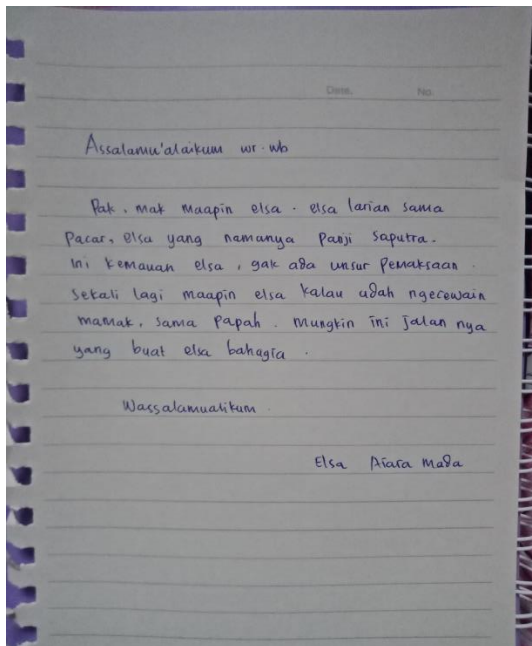 Date. No.
Assalamu'alaikum wr. wb
Pak, mak maapin elsa. elsa larian sama
Pacar, elsa yang namanya Panji Saputra.
ini kemauan elsa, gak ada unsur Pemaksaan.
Sekali lagi maapin elsa kalau udah ngecewain
mamak, sama Papah. Mungkin ini jalan nya
yang buat elsa bahagia.
Wassalamualikum.
Elsa Aiara Mada